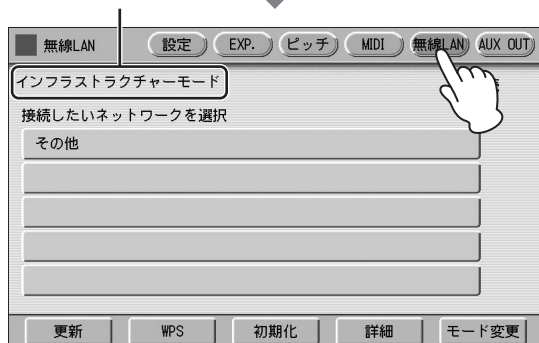 無線LAN 設定 EXP. ピッチ MIDI 無線LAN AUX OUT
インフラストラクチャーモード
接続したいネットワークを選択
その他
更新 WPS 初期化 詳細 モード変更